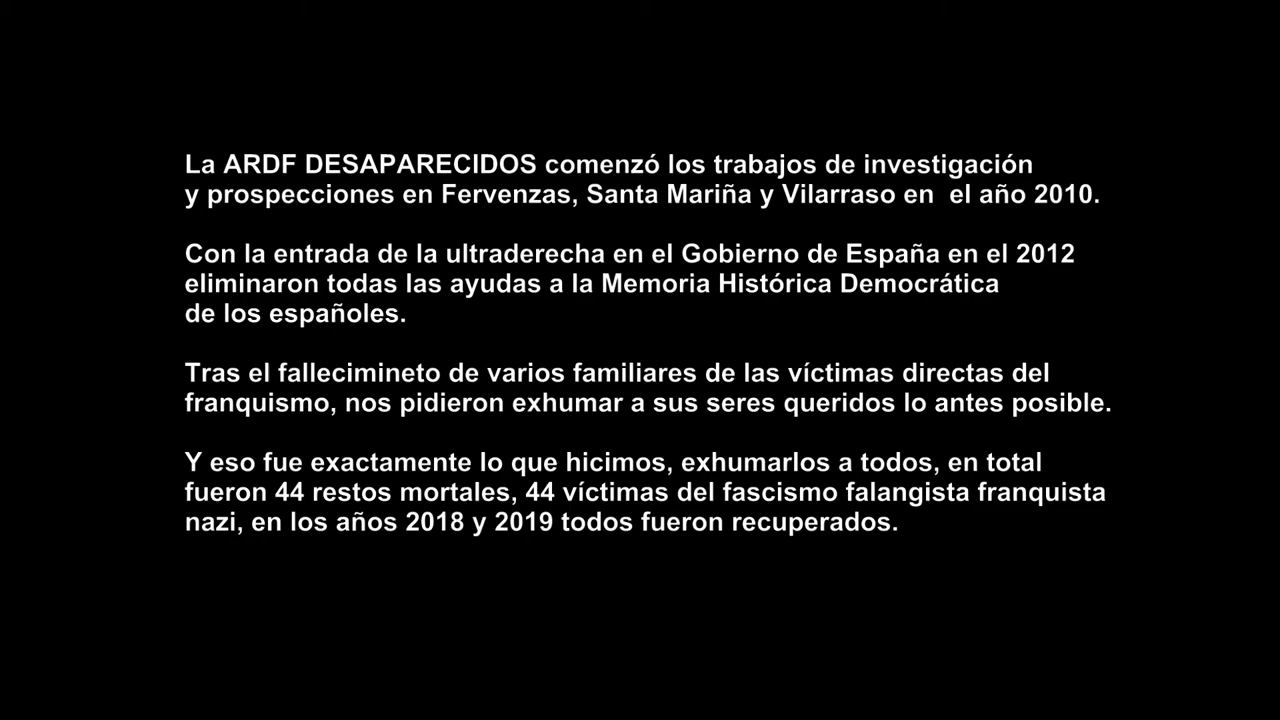 La ARDF DESAPARECIDOS comenzó los trabajos de investigación
y prospecciones en Fervenzas, Santa Mariña y Vilarraso en  el año 2010.
Con la entrada de la ultraderecha en el Gobierno de España en el 2012
eliminaron todas las ayudas a la Memoria Histórica Democrática
de los españoles.
Tras el fallecimineto de varios familiares de las víctimas directas del
franquismo, nos pidieron exhumar a sus seres queridos lo antes posible.
Y eso fue exactamente lo que hicimos, exhumarlos a todos, en total
fueron 44 restos mortales, 44 víctimas del fascismo falangista franquista
nazi, en los años 2018 y 2019 todos fueron recuperados.